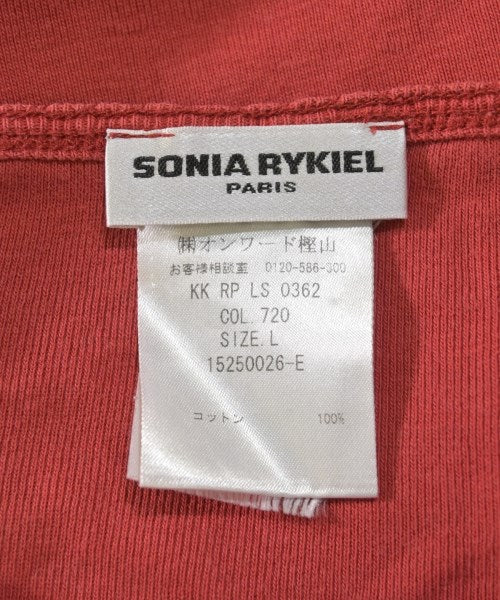 SONIA RYKIEL
PARIS
㈱オンワード樫山
お客様相談室 0120-586-300
KK RP LS 0362
COL. 720
SIZE. L
15250026-E
コットン 100%